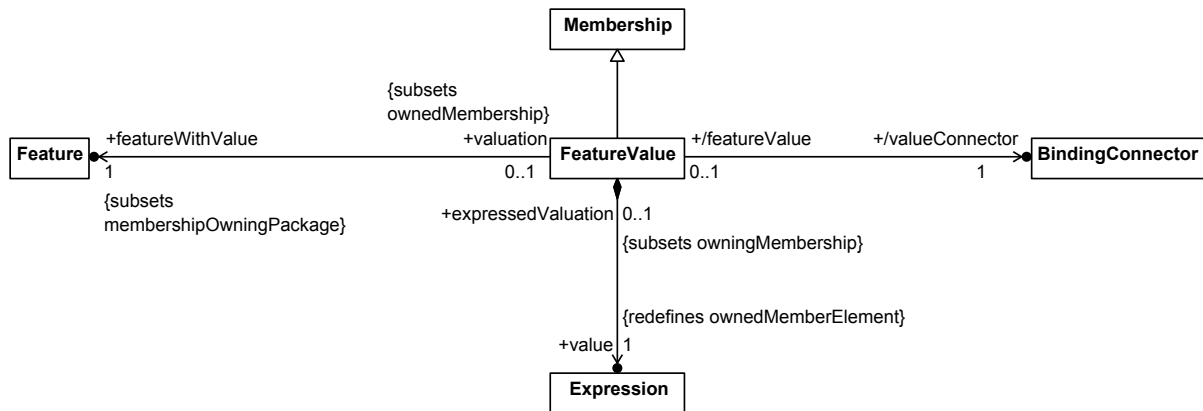 Membership
{subsets
ownedMembership}
+featureWithValue
+valuation
+/featureValue
+/valueConnector
Feature
FeatureValue
BindingConnector
1
0..1
0..1
1
{subsets
membershipOwningPackage}
+expressedValuation
0..1
{subsets owningMembership}
{redefines ownedMemberElement}
+value
1
Expression